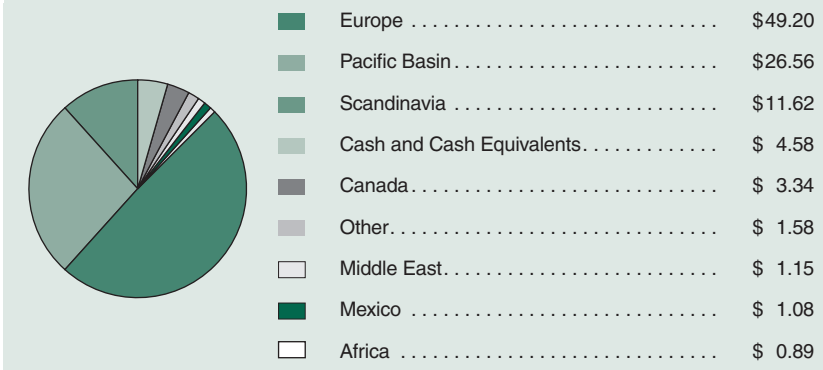 Europe . . . . . . . . . . . . . . . . . . . . . . . . . . . . $49.20
Pacific Basin . . . . . . . . . . . . . . . . . . . . . . . . $26.56
Scandinavia . . . . . . . . . . . . . . . . . . . . . . . . $11.62
Cash and Cash Equivalents . . . . . . . . . . . . . $ 4.58
Canada . . . . . . . . . . . . . . . . . . . . . . . . . . . . $ 3.34
Other . . . . . . . . . . . . . . . . . . . . . . . . . . . . . . $ 1.58
Middle East . . . . . . . . . . . . . . . . . . . . . . . . . $ 1.15
Mexico . . . . . . . . . . . . . . . . . . . . . . . . . . . . $ 1.08
Africa . . . . . . . . . . . . . . . . . . . . . . . . . . . . . $ 0.89